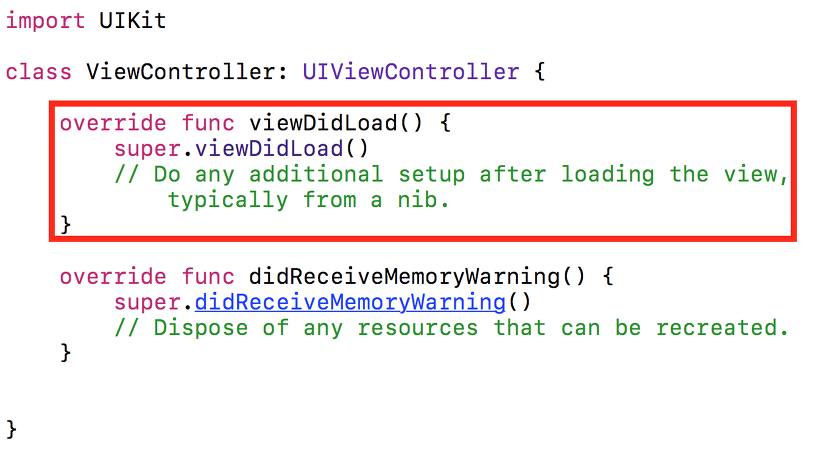 import UIKit
class ViewController: UIViewController {
override func viewDidLoad() {
super.viewDidLoad()
// Do any additional setup after loading the view,
typically from a nib.
}
override func didReceiveMemoryWarning() {
super.didReceiveMemoryWarning()
// Dispose of any resources that can be recreated.
}
}